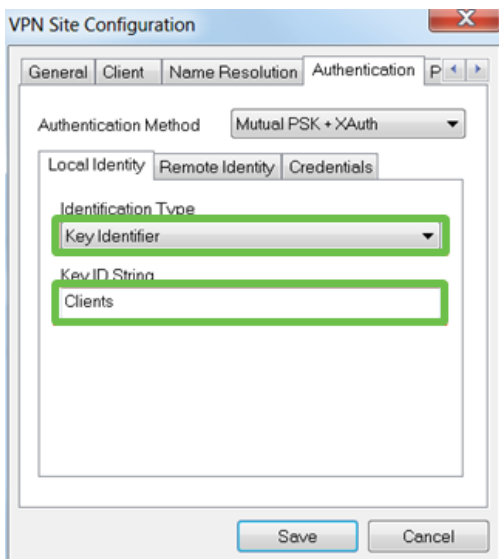 VPN Site Configuration
General Client Name Resolution Authentication P
Authentication Method Mutual PSK + XAuth
Local Identity Remote Identity Credentials
Identification Type
Key Identifier
Key ID String
Clients
Save Cancel